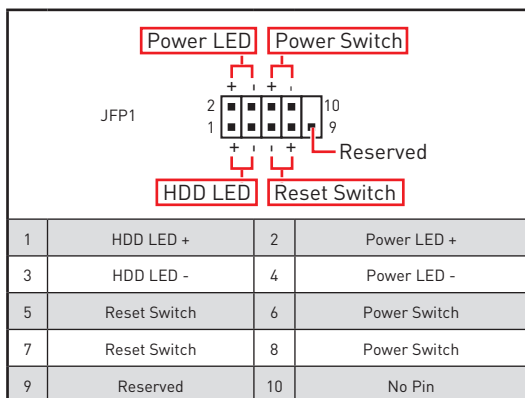 Power LED Power Switch
+ - + -
2 10
JFP1
1 9
+ - - +
Reserved
HDD LED Reset Switch
1 HDD LED + 2 Power LED +
3 HDD LED - 4 Power LED -
5 Reset Switch 6 Power Switch
7 Reset Switch 8 Power Switch
9 Reserved 10 No Pin